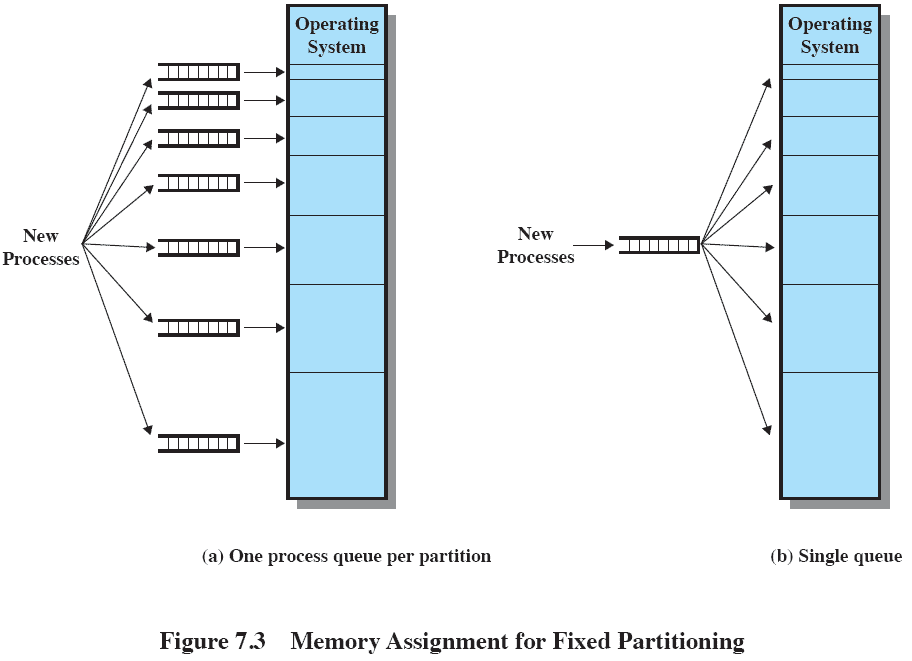 Operating
System
New
Processes
(a) One process queue per partition
Operating
System
New
Processes
(b) Single queue
Figure 7.3 Memory Assignment for Fixed Partitioning